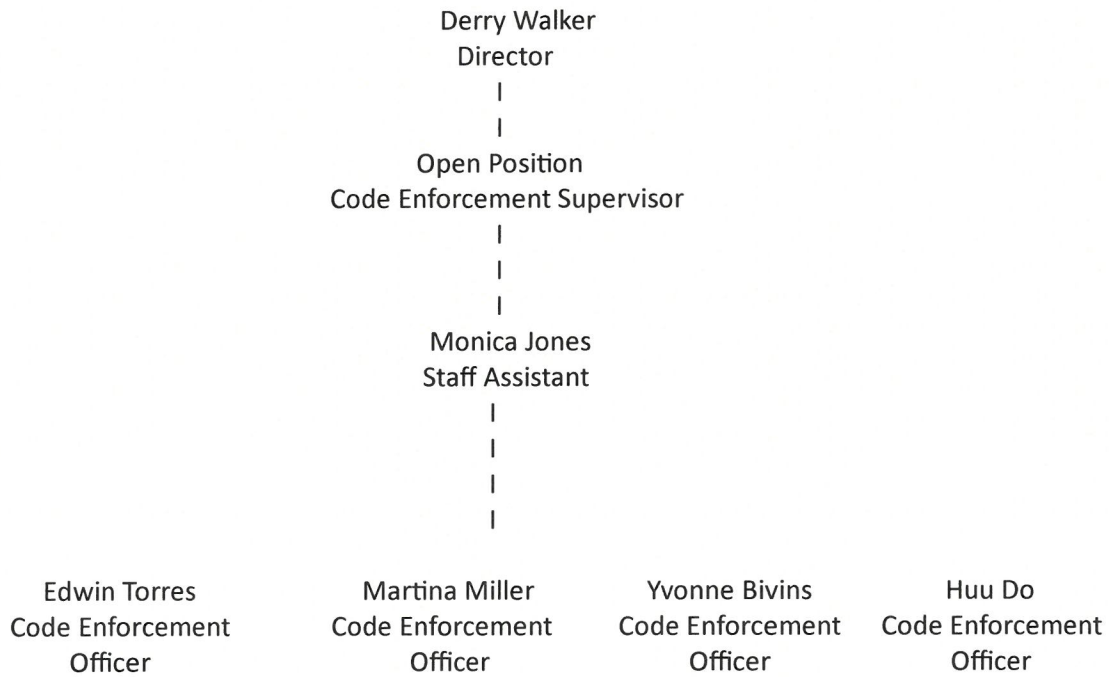 Derry Walker
Director
Open Position
Code Enforcement Supervisor
Monica Jones
Staff Assistant
Edwin Torres
Code Enforcement
Officer
Martina Miller
Code Enforcement
Officer
Yvonne Bivins
Code Enforcement
Officer
Huu Do
Code Enforcement
Officer